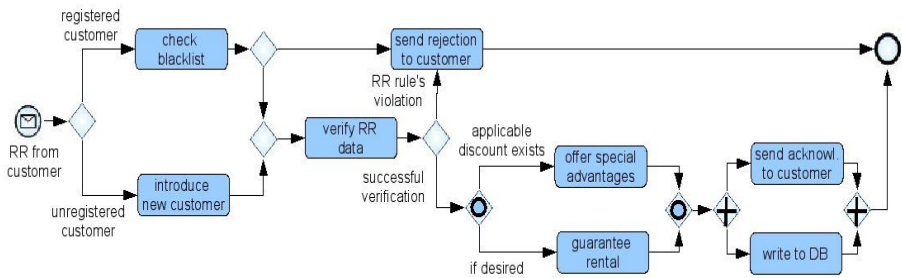 registered
customer
check
blacklist
send rejection
to customer
RR rule's
violation
RR from
customer
verify RR
data
applicable
discount exists
offer special
advantages
send acknowl.
to customer
introduce
new customer
unregistered
customer
successful
verification
if desired
guarantee
rental
write to DB